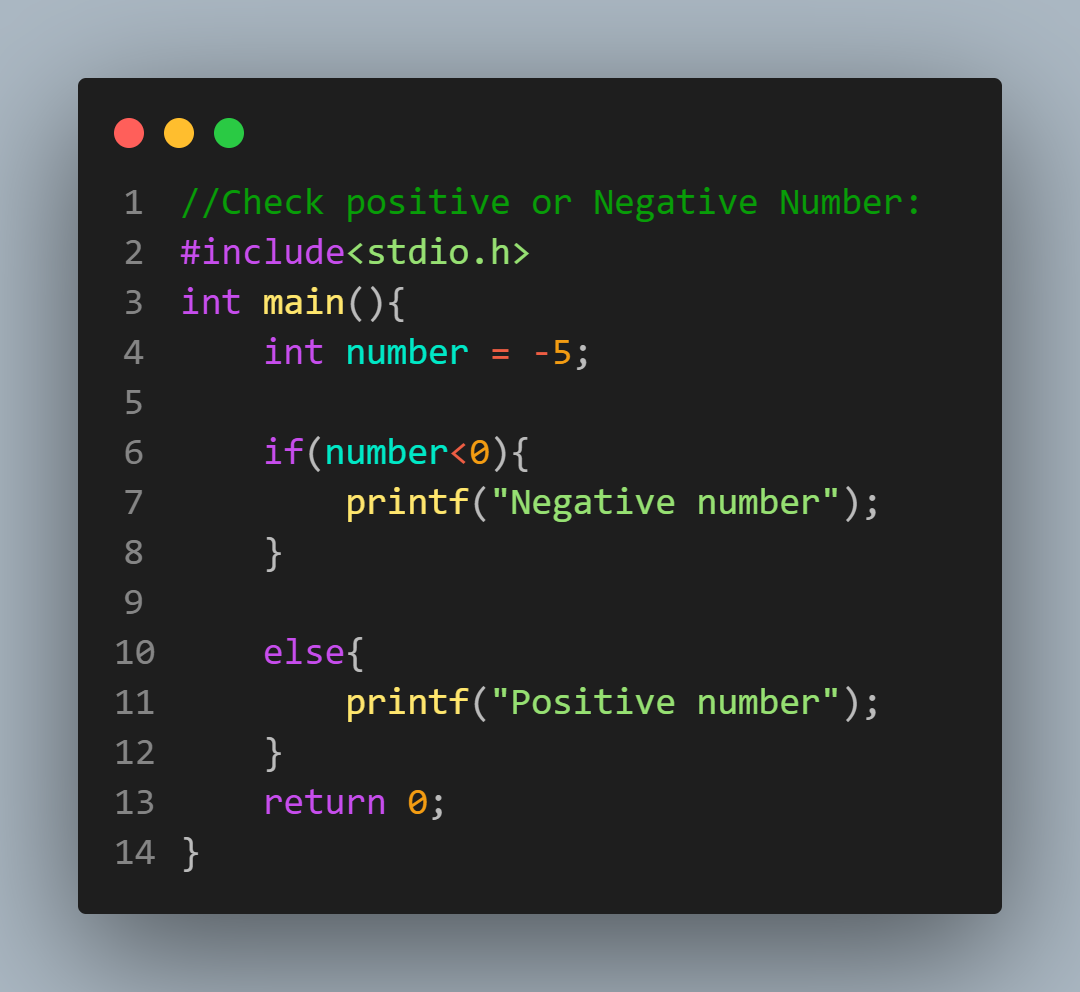 1 //Check positive or Negative Number:
2 #include<stdio.h>
3 int main(){
4     int number = -5;
5
6     if(number<0){
7         printf("Negative number");
8     }
9
10     else{
11         printf("Positive number");
12     }
13     return 0;
14 }